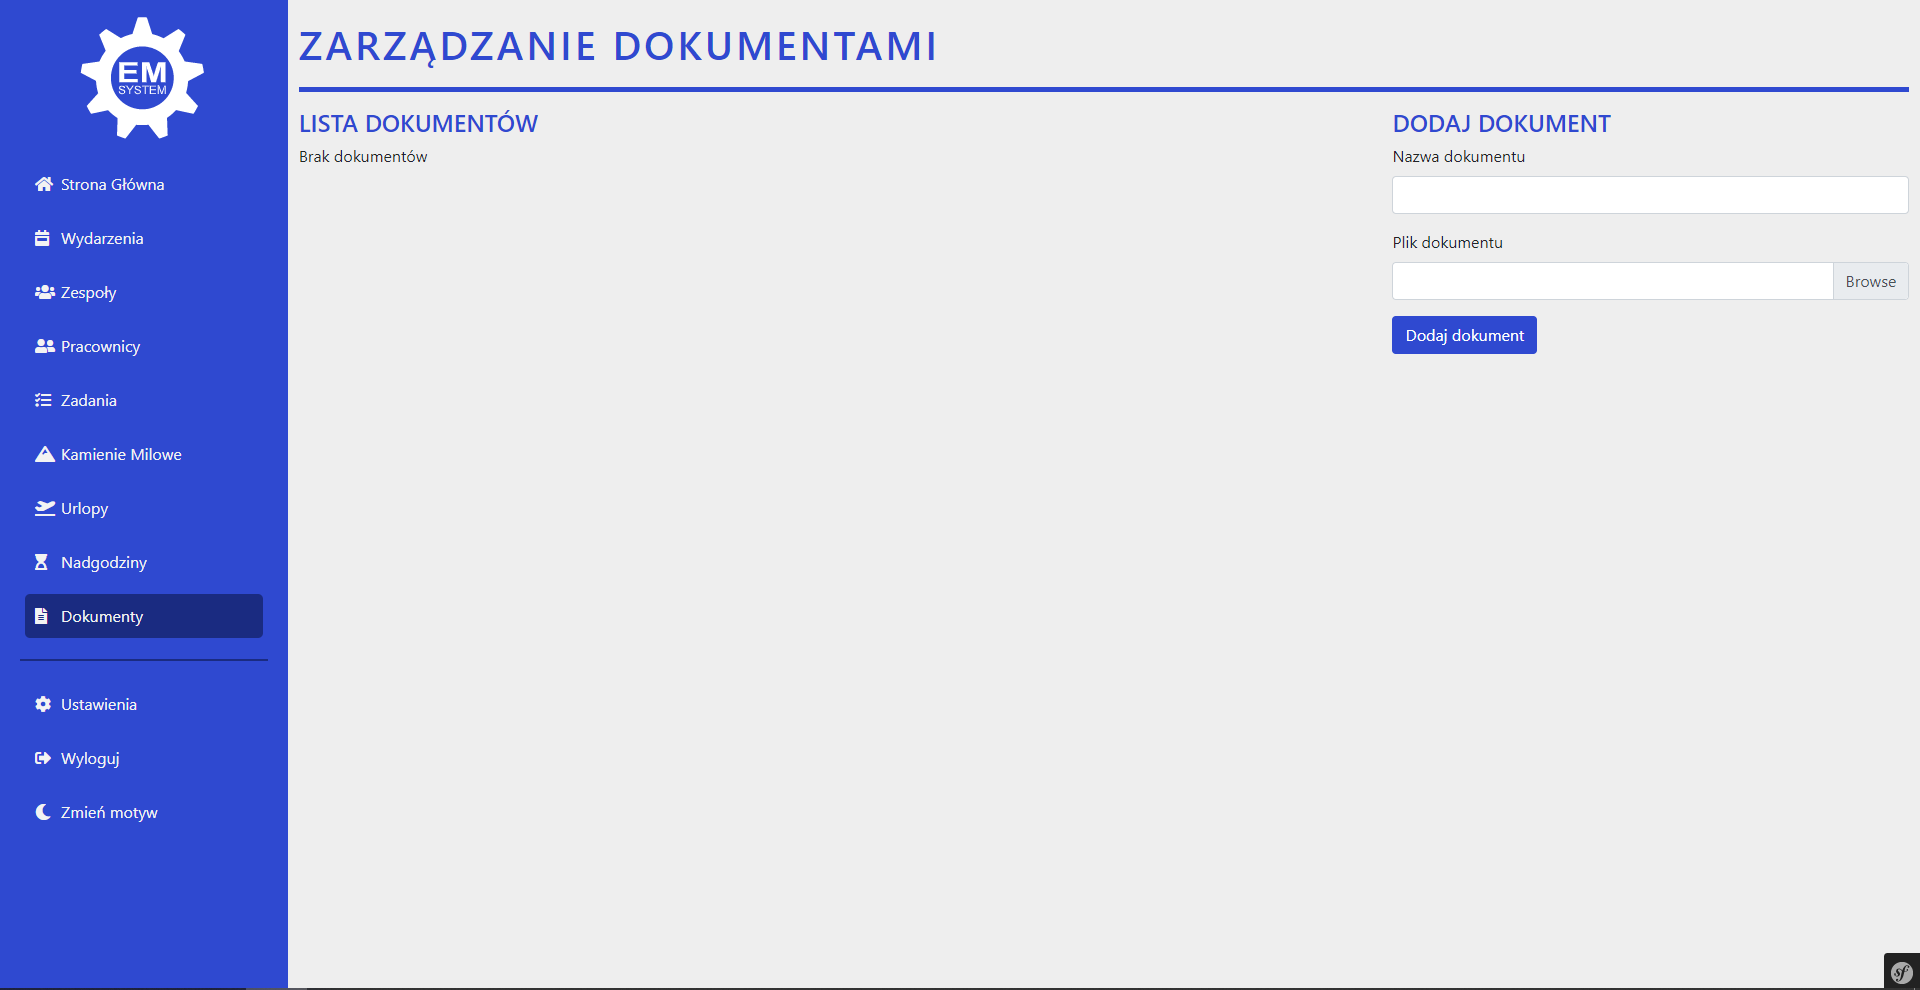 EM
SYSTEM
Strona Główna
Wydarzenia
Zespoły
Pracownicy
Zadania
Kamienie Milowe
Urlopy
Nadgodziny
Dokumenty
Ustawienia
Wyloguj
Zmień motyw
ZARZĄDZANIE DOKUMENTAMI
LISTA DOKUMENTÓW
Brak dokumentów
DODAJ DOKUMENT
Nazwa dokumentu
Plik dokumentu
Browse
Dodaj dokument
sf